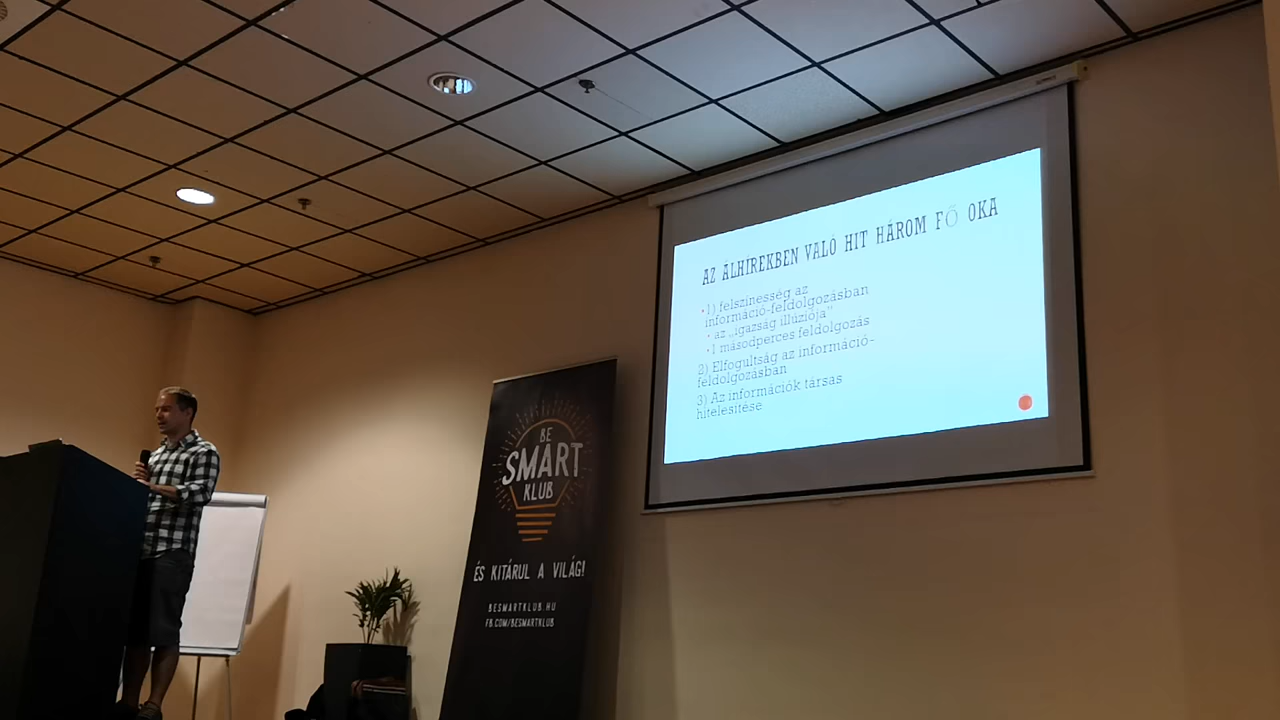 AZ ÁLHÍREKBEN VALÓ HIT HÁROM FŐ OKA
1) felszínesség az
információ-feldolgozásban
az „igazság illúziója”
1 másodperces feldolgozás
2) Elfogultság az információ-
feldolgozásban
3) Az információk társas
hitelesítése
BE
SMART
KLUB
ÉS KITÁRUL A VILÁG!
BESMARTKLUB.HU
FB.COM/BESMARTKLUB